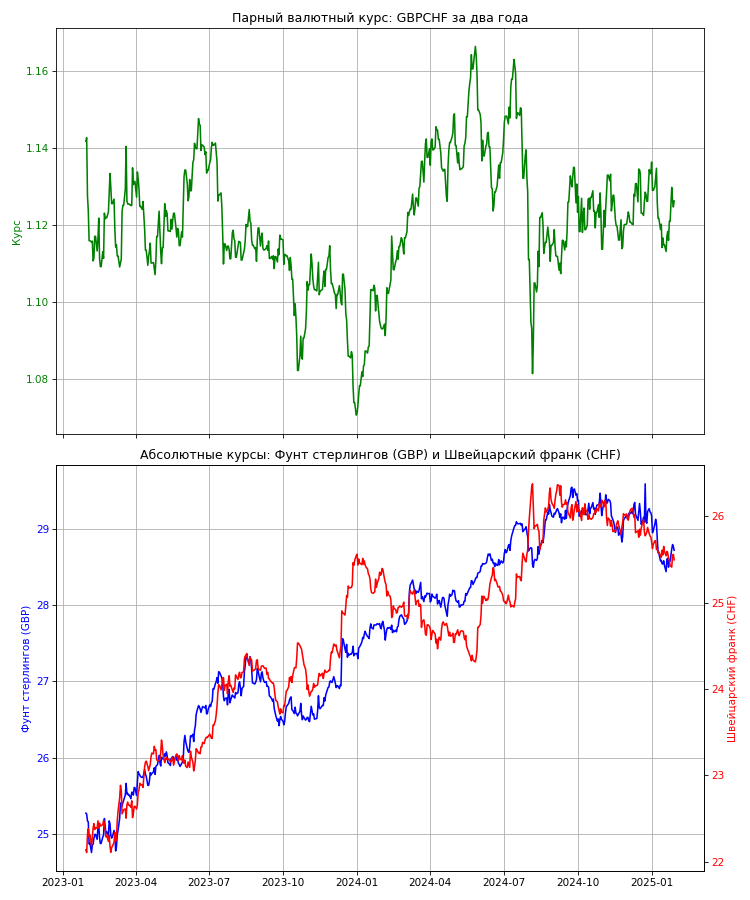 Парный валютный курс: GBPCHF за два года
1.16
1.14
1.12
1.10
1.08
Курс
Абсолютные курсы: Фунт стерлингов (GBP) и Швейцарский франк (CHF)
29
28
27
26
25
Фунт стерлингов (GBP)
26
25
24
23
22
Швейцарский франк (CHF)
2023-01 2023-04 2023-07 2023-10 2024-01 2024-04 2024-07 2024-10 2025-01